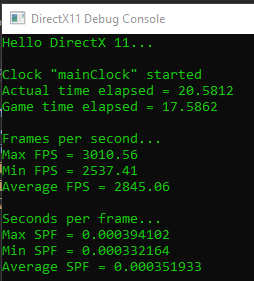 DirectX11 Debug Console
Hello DirectX 11...
Clock "mainClock" started
Actual time elapsed = 20.5812
Game time elapsed = 17.5862
Frames per second...
Max FPS = 3010.56
Min FPS = 2537.41
Average FPS = 2845.06
Seconds per frame...
Max SPF = 0.000394102
Min SPF = 0.000332164
Average SPF = 0.000351933